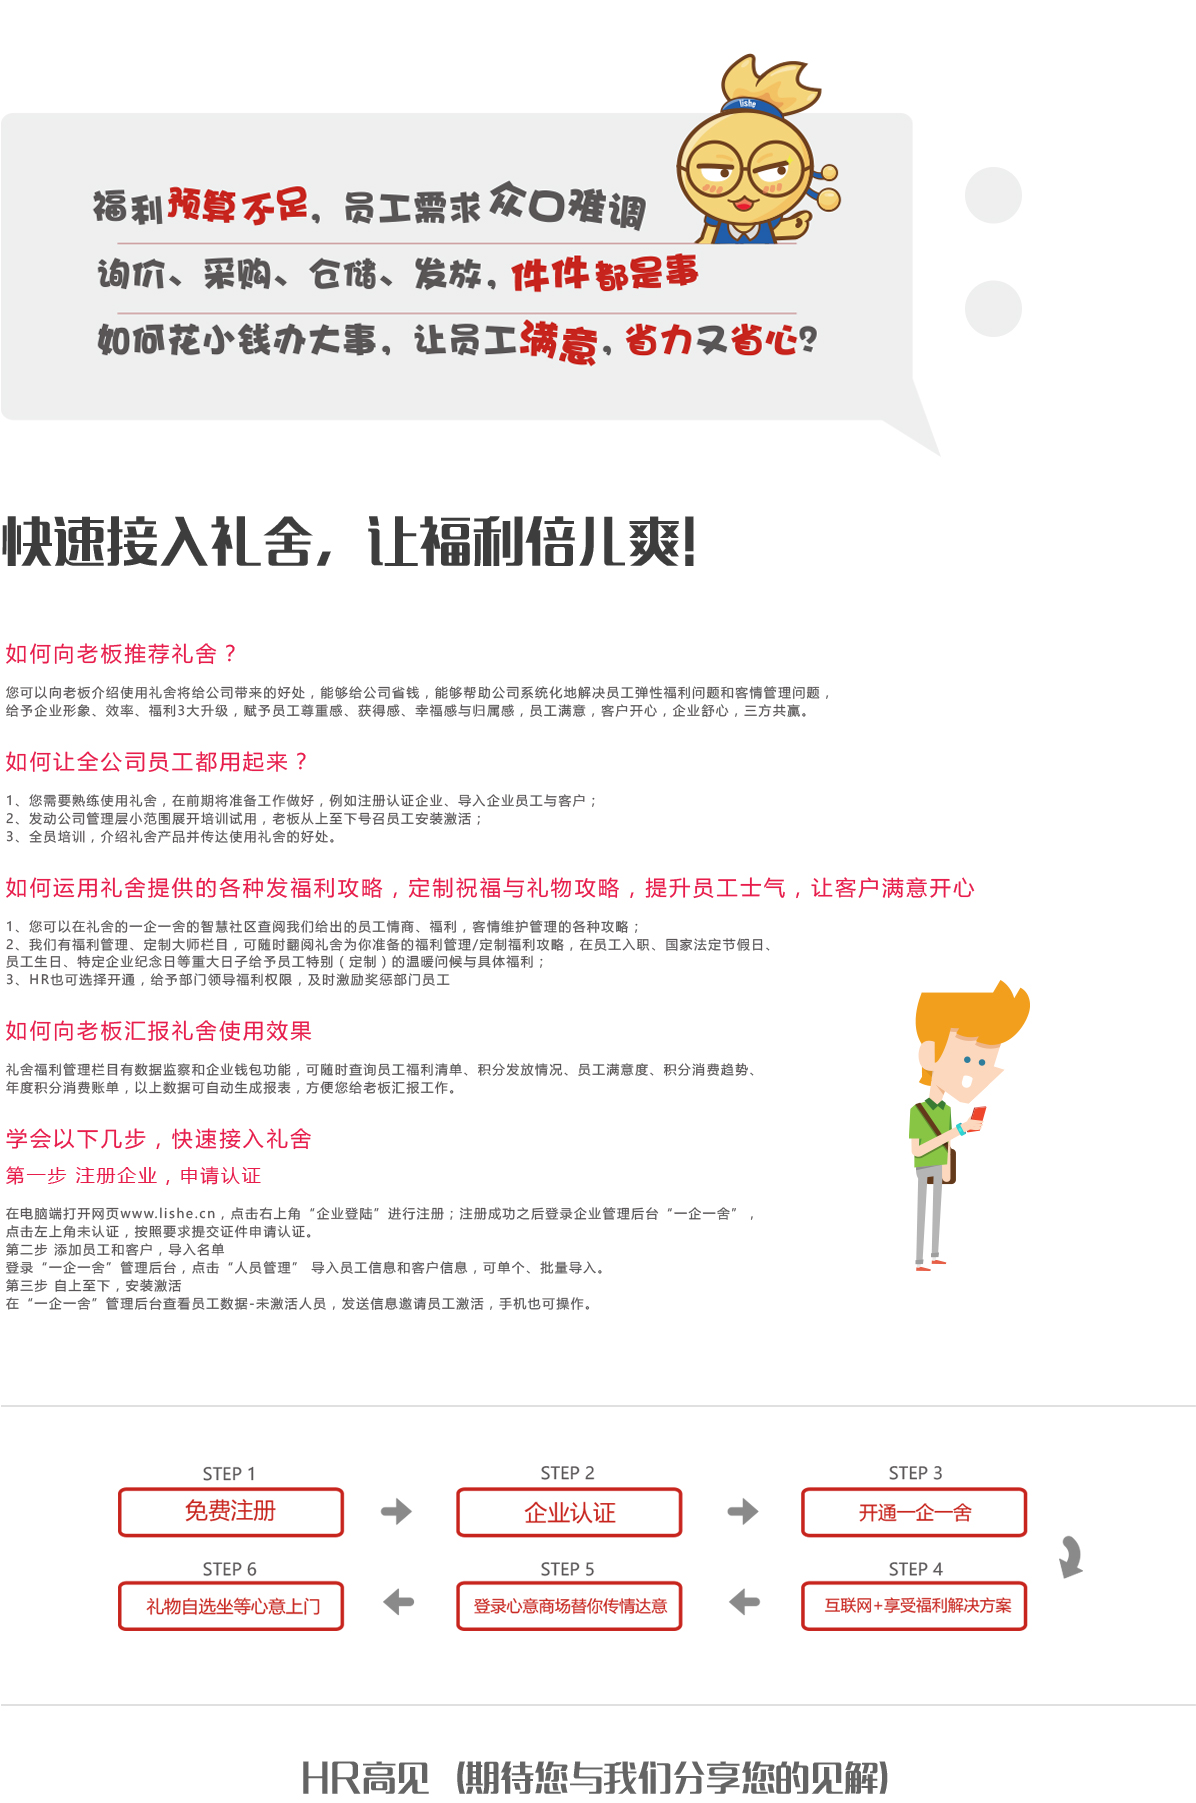 lishe
福利预算不足，员工需求众口难调
询价、采购、仓储、发放，件件都是事
如何花小钱办大事，让员工满意，省力又省心？
快速接入礼舍，让福利倍儿爽！
如何向老板推荐礼舍？
您可以向老板介绍使用礼舍将给公司带来的好处，能够给公司省钱，能够帮助公司系统化地解决员工弹性福利问题和客情管理问题，
给予企业形象、效率、福利3大升级，赋予员工尊重感、获得感、幸福感与归属感，员工满意，客户开心，企业舒心，三方共赢。
如何让全公司员工都用起来？
1、您需要熟练使用礼舍，在前期将准备工作做好，例如注册认证企业、导入企业员工与客户；
2、发动公司管理层小范围展开培训试用，老板从上至下号召员工安装激活；
3、全员培训，介绍礼舍产品并传达使用礼舍的好处。
如何运用礼舍提供的各种发福利攻略，定制祝福与礼物攻略，提升员工士气，让客户满意开心
1、您可以在礼舍的一企一舍的智慧社区查阅我们给出的员工情商、福利，客情维护管理的各种攻略；
2、我们有福利管理、定制大师栏目，可随时翻阅礼舍为你准备的福利管理/定制福利攻略，在员工入职、国家法定节假日、
员工生日、特定企业纪念日等重大日子给予员工特别（定制）的温暖问候与具体福利；
3、HR也可选择开通，给予部门领导福利权限，及时激励奖惩部门员工
如何向老板汇报礼舍使用效果
礼舍福利管理栏目有数据监察和企业钱包功能，可随时查询员工福利清单、积分发放情况、员工满意度、积分消费趋势、
年度积分消费账单，以上数据可自动生成报表，方便您给老板汇报工作。
学会以下几步，快速接入礼舍
第一步 注册企业，申请认证
在电脑端打开网页www.lishe.cn，点击右上角“企业登陆”进行注册；注册成功之后登录企业管理后台“一企一舍”，
点击左上角未认证，按照要求提交证件申请认证。
第二步 添加员工和客户，导入名单
登录“一企一舍”管理后台，点击“人员管理” 导入员工信息和客户信息，可单个、批量导入。
第三步 自上至下，安装激活
在“一企一舍”管理后台查看员工数据-未激活人员，发送信息邀请员工激活，手机也可操作。
STEP 1
免费注册
STEP 2
企业认证
STEP 3
开通一企一舍
STEP 4
互联网+享受福利解决方案
STEP 5
登录心意商场替你传情达意
STEP 6
礼物自选坐等心意上门
HR高见（期待您与我们分享您的见解）